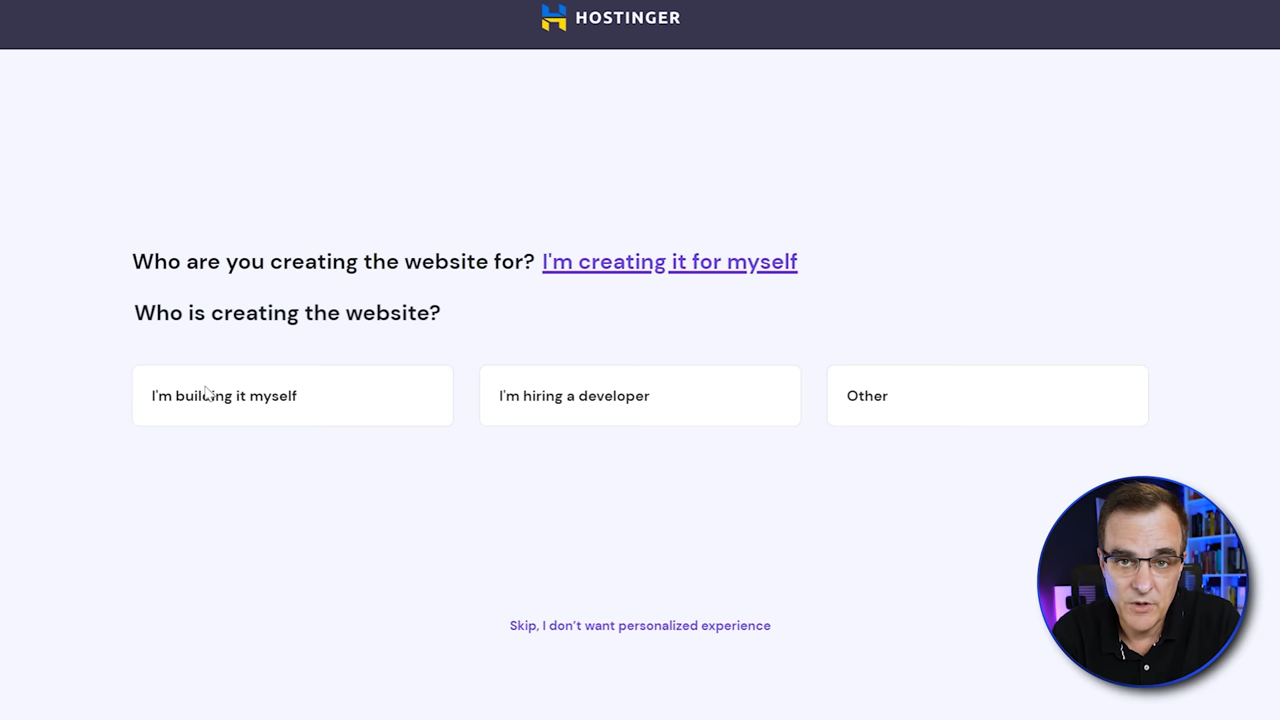 HOSTINGER
Who are you creating the website for? I'm creating it for myself
Who is creating the website?
I'm building it myself
I'm hiring a developer
Other
Skip, I don't want personalized experience